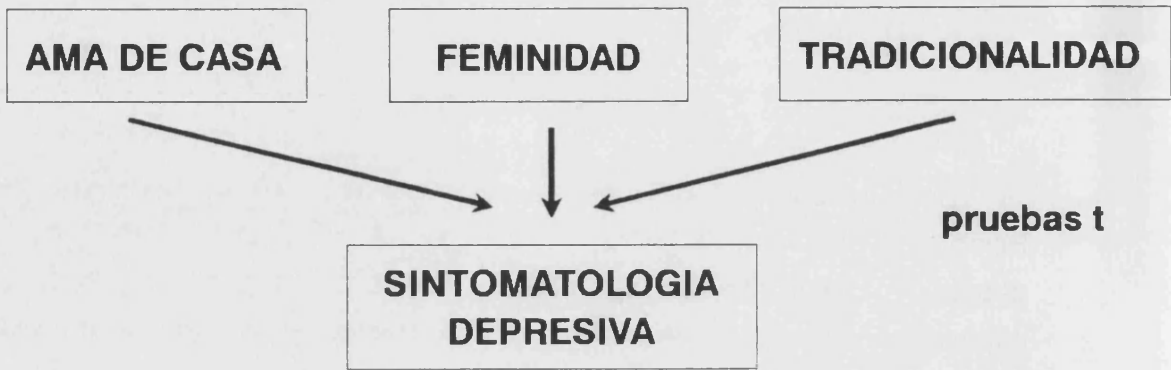 AMA DE CASA
FEMINIDAD
TRADICIONALIDAD
pruebas t
SINTOMATOLOGIA
DEPRESIVA